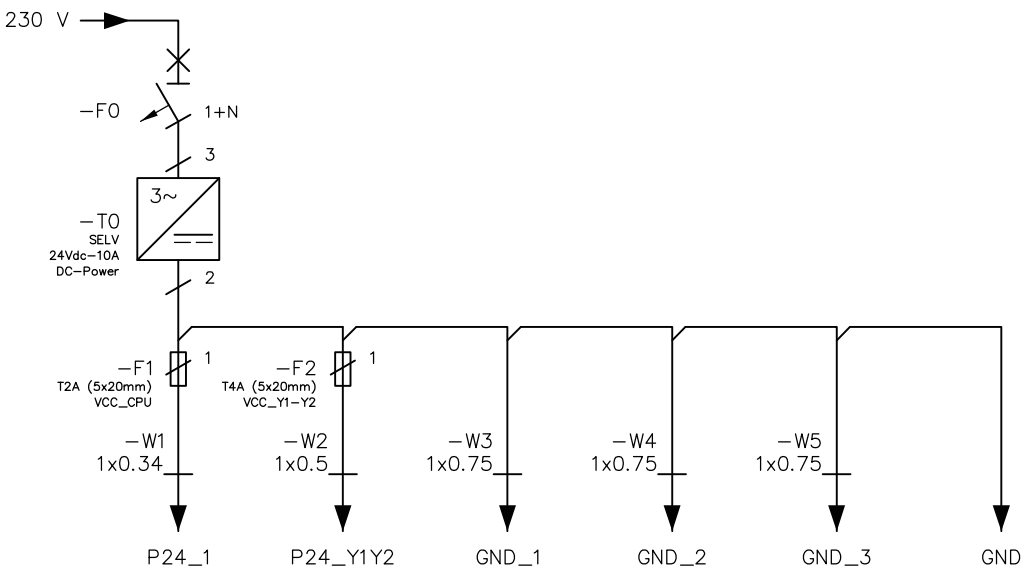 230 V
-F0
1+N
3
3~
-T0
SELV
24Vdc-10A
DC-Power
2
-F1
1
T2A (5x20mm)
VCC_CPU
-F2
1
T4A (5x20mm)
VCC_Y1-Y2
-W1
1x0.34
-W2
1x0.5
-W3
1x0.75
-W4
1x0.75
-W5
1x0.75
P24_1
P24_Y1Y2
GND_1
GND_2
GND_3
GND